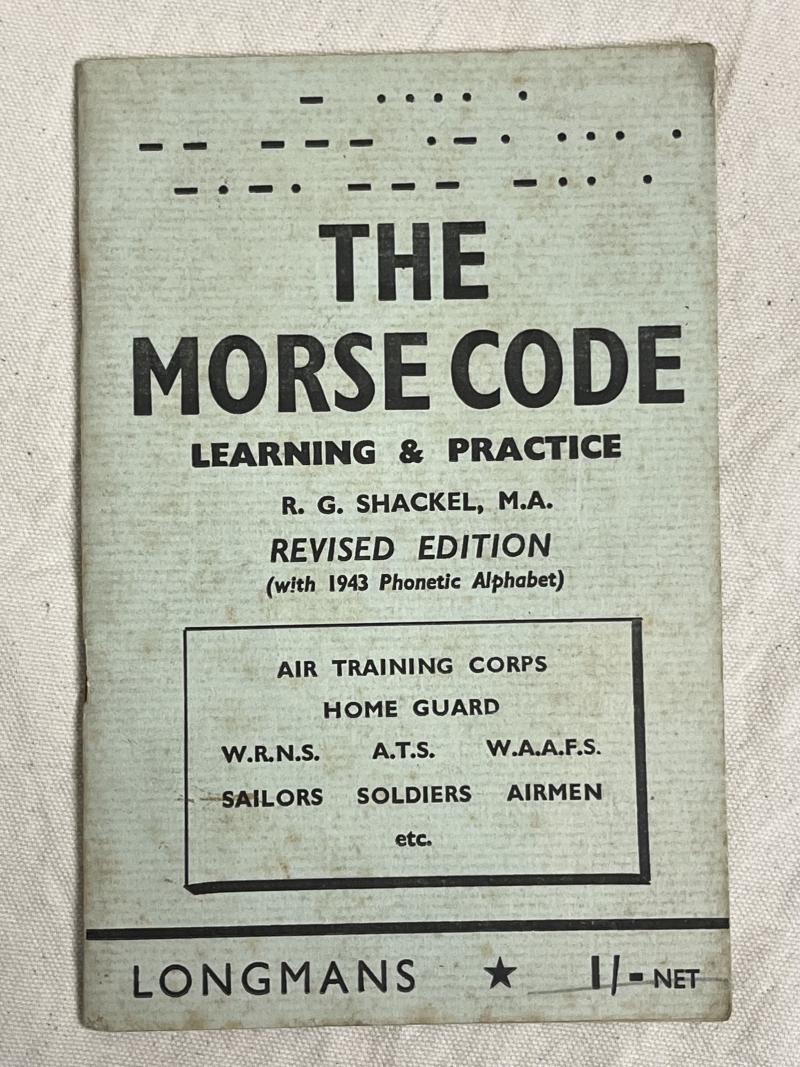 – •••• •
– – – – – •–• ••• •
–•–• – – – –•• •
THE
MORSE CODE
LEARNING & PRACTICE
R. G. SHACKEL, M.A.
REVISED EDITION
(with 1943 Phonetic Alphabet)
AIR TRAINING CORPS
HOME GUARD
W.R.N.S. A.T.S. W.A.A.F.S.
SAILORS SOLDIERS AIRMEN
etc.
LONGMANS ★ 1/- NET